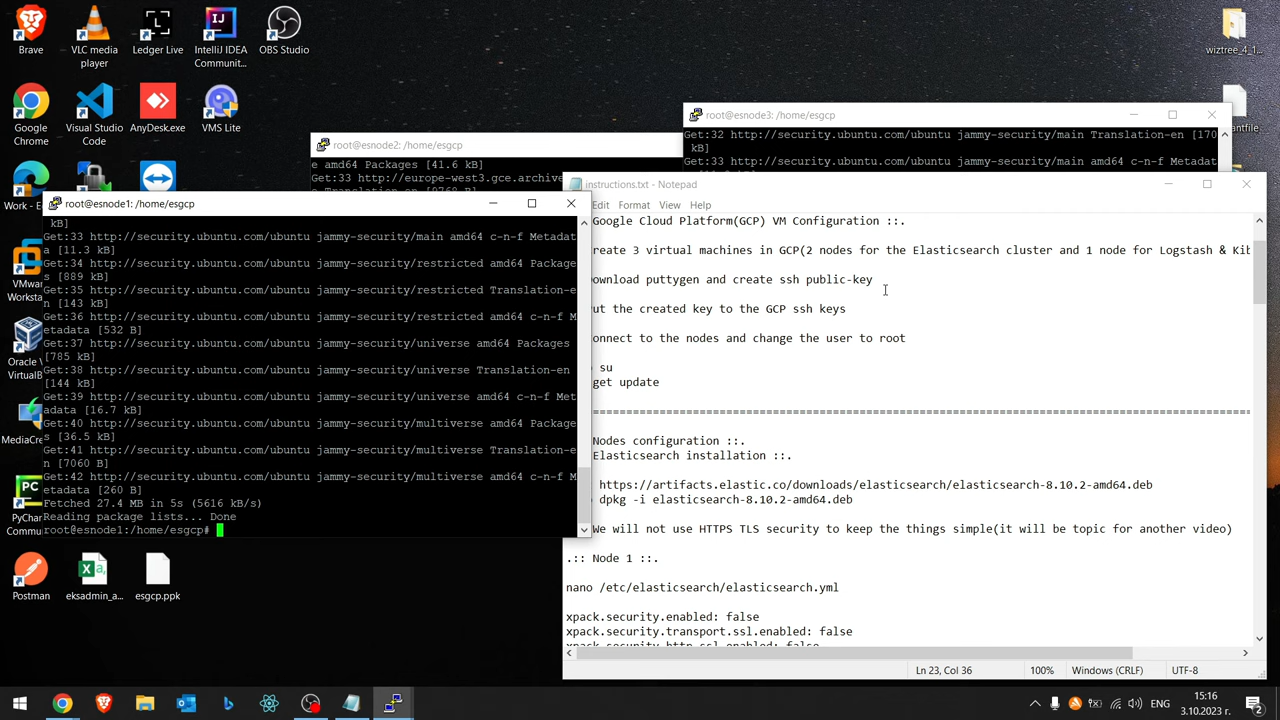 Brave
VLC media
player
Ledger Live
IntelliJ IDEA
Communit...
OBS Studio
wiztree_4_1...
Google
Chrome
Visual Studio
Code
AnyDesk.exe
VMS Lite
root@esnode3: /home/esgcp
Get:32 http://security.ubuntu.com/ubuntu jammy-security/main Translation-en [170
kB]
Get:33 http://security.ubuntu.com/ubuntu jammy-security/main amd64 c-n-f Metadat
root@esnode2: /home/esgcp
e amd64 Packages [41.6 kB]
Get:33 http://europe-west3.gce.archive
instructions.txt - Notepad
Edit Format View Help
Google Cloud Platform(GCP) VM Configuration ::.
create 3 virtual machines in GCP(2 nodes for the Elasticsearch cluster and 1 node for Logstash & Kib
download puttygen and create ssh public-key
put the created key to the GCP ssh keys
connect to the nodes and change the user to root
su
get update
====================================================================================
Nodes configuration ::.
Elasticsearch installation ::.
https://artifacts.elastic.co/downloads/elasticsearch/elasticsearch-8.10.2-amd64.deb
dpkg -i elasticsearch-8.10.2-amd64.deb
We will not use HTTPS TLS security to keep the things simple(it will be topic for another video)
.:: Node 1 ::.
nano /etc/elasticsearch/elasticsearch.yml
xpack.security.enabled: false
xpack.security.transport.ssl.enabled: false
xpack.security.http.ssl.enabled: false
Ln 23, Col 36
100%
Windows (CRLF)
UTF-8
root@esnode1: /home/esgcp
kB]
Get:33 http://security.ubuntu.com/ubuntu jammy-security/main amd64 c-n-f Metadat
a [11.3 kB]
Get:34 http://security.ubuntu.com/ubuntu jammy-security/restricted amd64 Package
s [889 kB]
Get:35 http://security.ubuntu.com/ubuntu jammy-security/restricted Translation-e
n [143 kB]
Get:36 http://security.ubuntu.com/ubuntu jammy-security/restricted amd64 c-n-f M
etadata [532 B]
Get:37 http://security.ubuntu.com/ubuntu jammy-security/universe amd64 Packages
[785 kB]
Get:38 http://security.ubuntu.com/ubuntu jammy-security/universe Translation-en
[144 kB]
Get:39 http://security.ubuntu.com/ubuntu jammy-security/universe amd64 c-n-f Met
adata [16.7 kB]
Get:40 http://security.ubuntu.com/ubuntu jammy-security/multiverse amd64 Package
s [36.5 kB]
Get:41 http://security.ubuntu.com/ubuntu jammy-security/multiverse Translation-e
n [7060 B]
Get:42 http://security.ubuntu.com/ubuntu jammy-security/multiverse amd64 c-n-f M
etadata [260 B]
Fetched 27.4 MB in 5s (5616 kB/s)
Reading package lists... Done
root@esnode1:/home/esgcp#
Work - E
VMwar
Worksta
Oracle V
VirtualB
MediaCre
PyChar
Commu
Postman
eksadmin_a...
esgcp.ppk
ENG
15:16
3.10.2023 г.
2